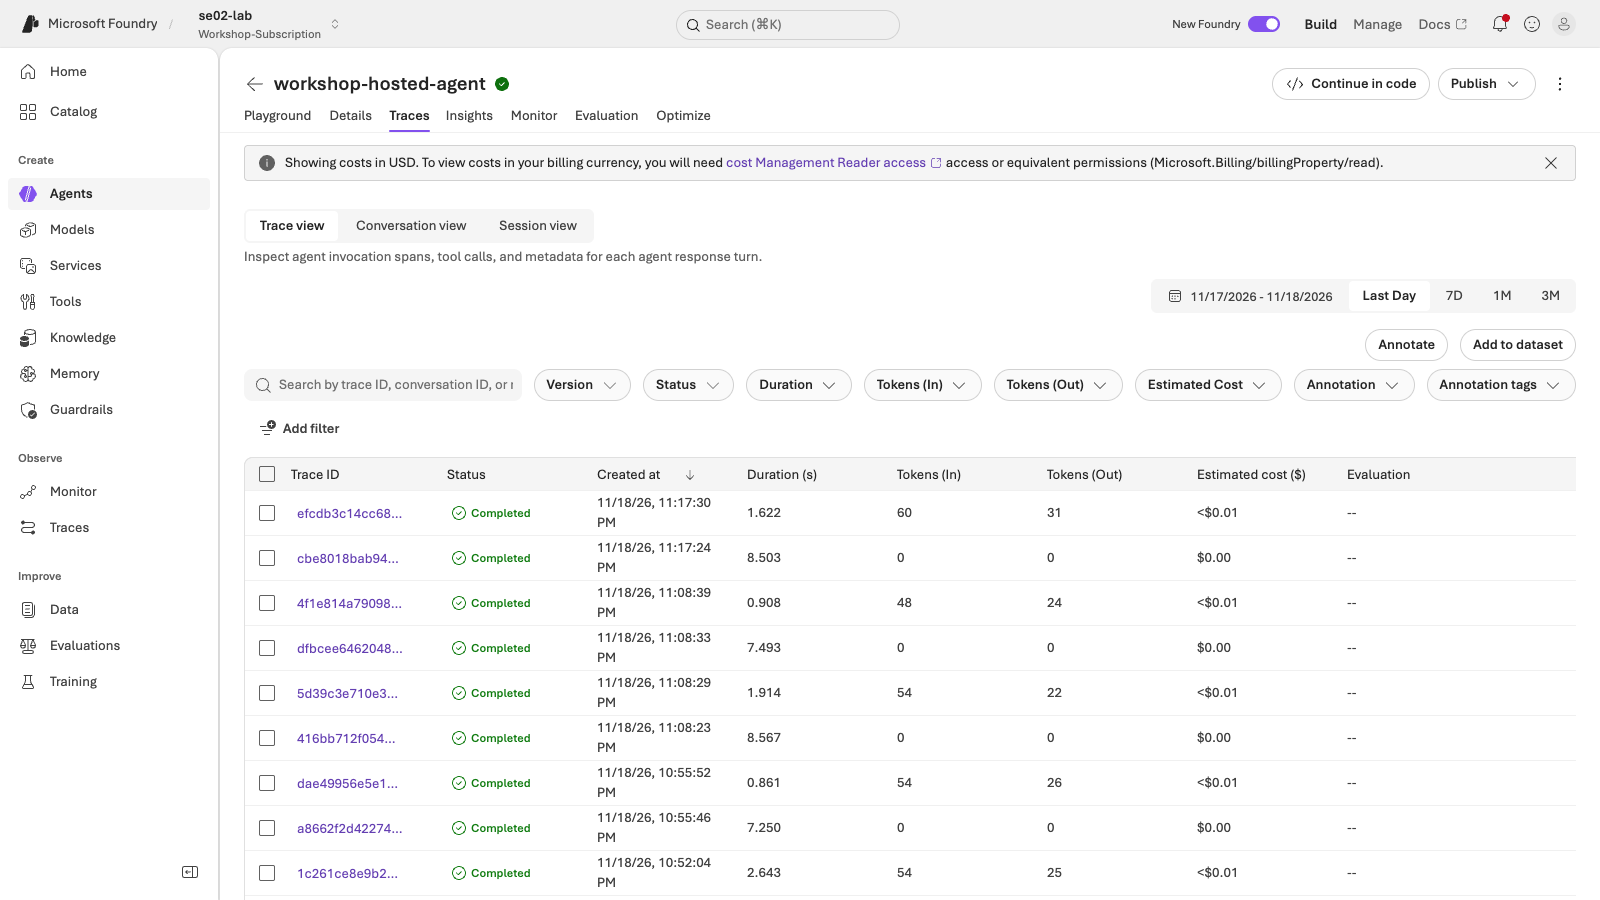 Microsoft Foundry / se02-lab
Workshop-Subscription
Search (⌘K)
New Foundry
Build
Manage
Docs
Home
Catalog
Create
Agents
Models
Services
Tools
Knowledge
Memory
Guardrails
Observe
Monitor
Traces
Improve
Data
Evaluations
Training
workshop-hosted-agent
Continue in code
Publish
Playground Details Traces Insights Monitor Evaluation Optimize
Showing costs in USD. To view costs in your billing currency, you will need cost Management Reader access access or equivalent permissions (Microsoft.Billing/billingProperty/read).
Trace view Conversation view Session view
Inspect agent invocation spans, tool calls, and metadata for each agent response turn.
11/17/2026 - 11/18/2026 Last Day 7D 1M 3M
Annotate Add to dataset
Search by trace ID, conversation ID, or r
Version Status Duration Tokens (In) Tokens (Out) Estimated Cost Annotation Annotation tags
Add filter
Trace ID Status Created at Duration (s) Tokens (In) Tokens (Out) Estimated cost ($) Evaluation
efcdb3c14cc68... Completed 11/18/26, 11:17:30 PM 1.622 60 31 <$0.01 --
cbe8018bab94... Completed 11/18/26, 11:17:24 PM 8.503 0 0 $0.00 --
4f1e814a79098... Completed 11/18/26, 11:08:39 PM 0.908 48 24 <$0.01 --
dfbcee6462048... Completed 11/18/26, 11:08:33 PM 7.493 0 0 $0.00 --
5d39c3e710e3... Completed 11/18/26, 11:08:29 PM 1.914 54 22 <$0.01 --
416bb712f054... Completed 11/18/26, 11:08:23 PM 8.567 0 0 $0.00 --
dae49956e5e1... Completed 11/18/26, 10:55:52 PM 0.861 54 26 <$0.01 --
a8662f2d42274... Completed 11/18/26, 10:55:46 PM 7.250 0 0 $0.00 --
1c261ce8e9b2... Completed 11/18/26, 10:52:04 PM 2.643 54 25 <$0.01 --